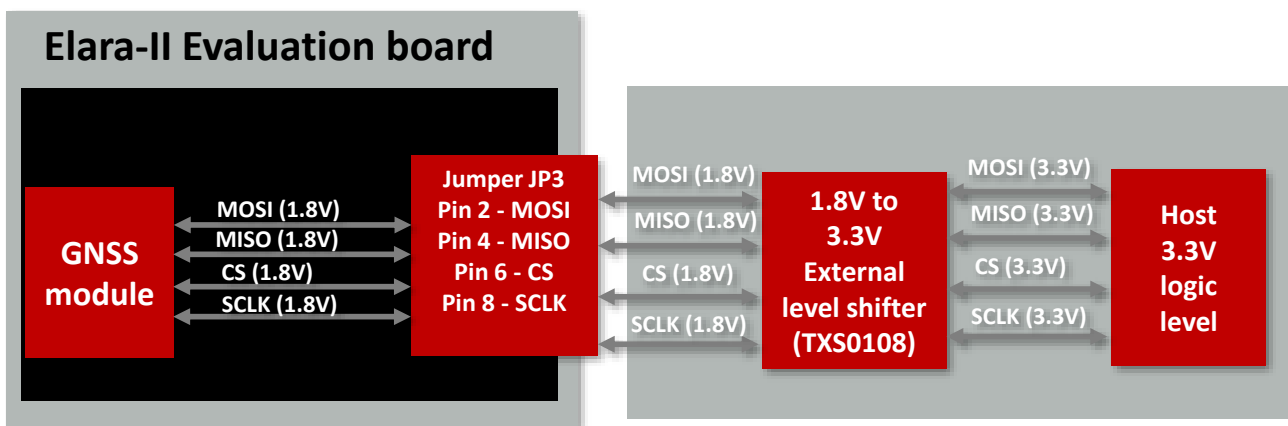 Elara-II Evaluation board
GNSS
module
MOSI (1.8V)
MISO (1.8V)
CS (1.8V)
SCLK (1.8V)
Jumper JP3
Pin 2 - MOSI
Pin 4 - MISO
Pin 6 - CS
Pin 8 - SCLK
MOSI (1.8V)
MISO (1.8V)
CS (1.8V)
SCLK (1.8V)
1.8V to
3.3V
External
level shifter
(TXS0108)
MOSI (3.3V)
MISO (3.3V)
CS (3.3V)
SCLK (3.3V)
Host
3.3V
logic
level